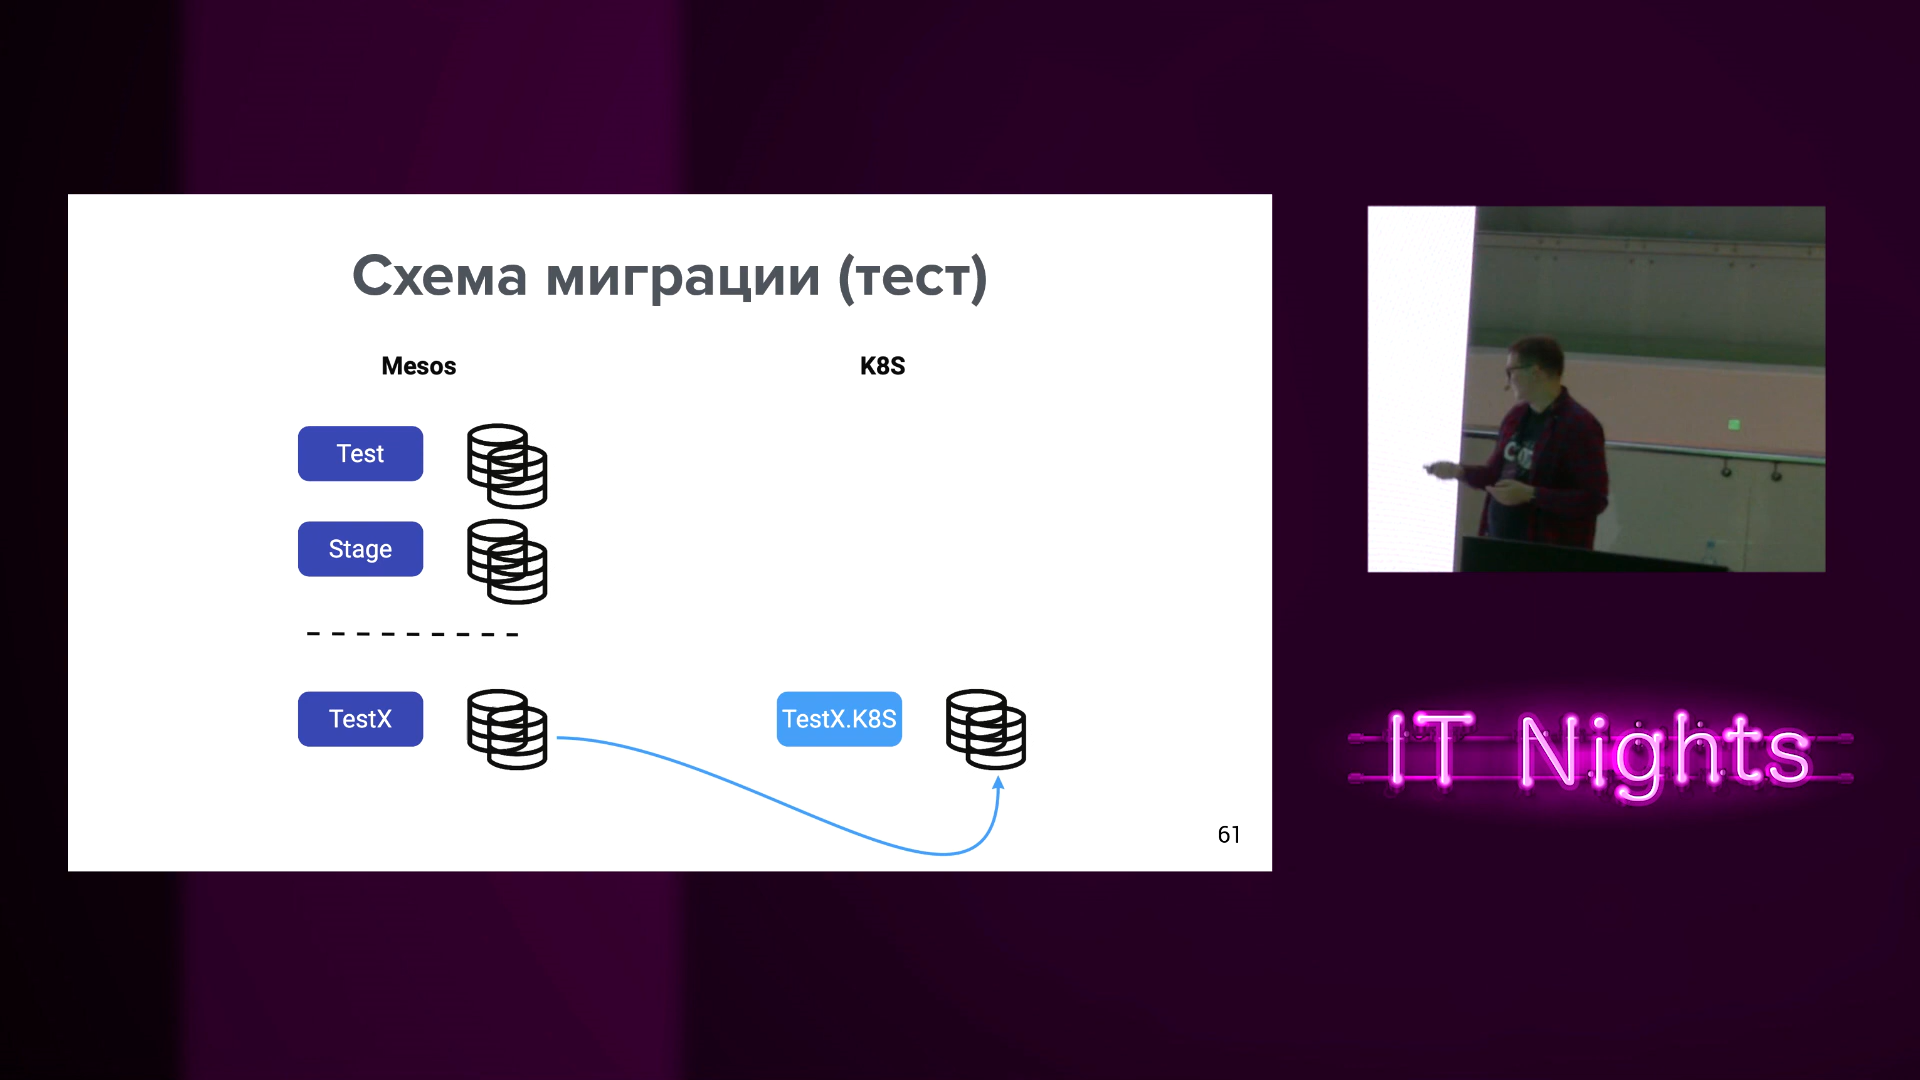 Схема миграции (тест)
Mesos
K8S
Test
Stage
TestX
TestX.K8S
61
IT Nights